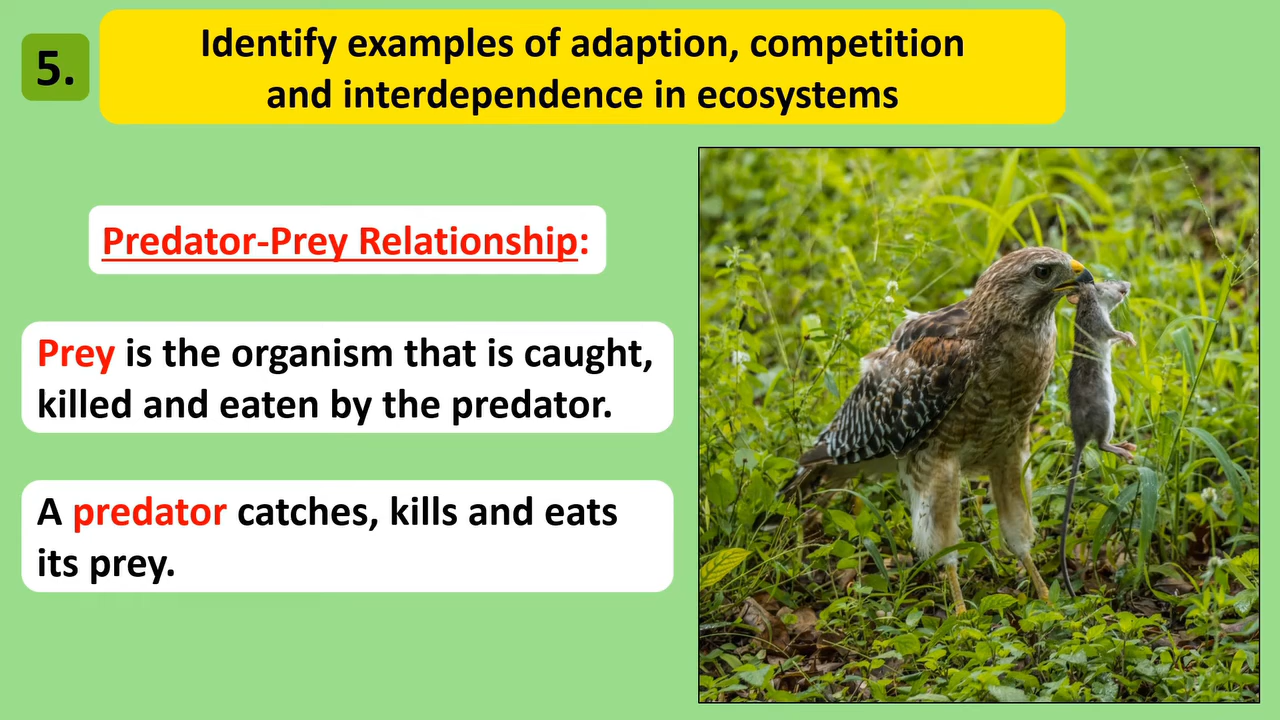 5.
Identify examples of adaption, competition
and interdependence in ecosystems
Predator-Prey Relationship:
Prey is the organism that is caught,
killed and eaten by the predator.
A predator catches, kills and eats
its prey.